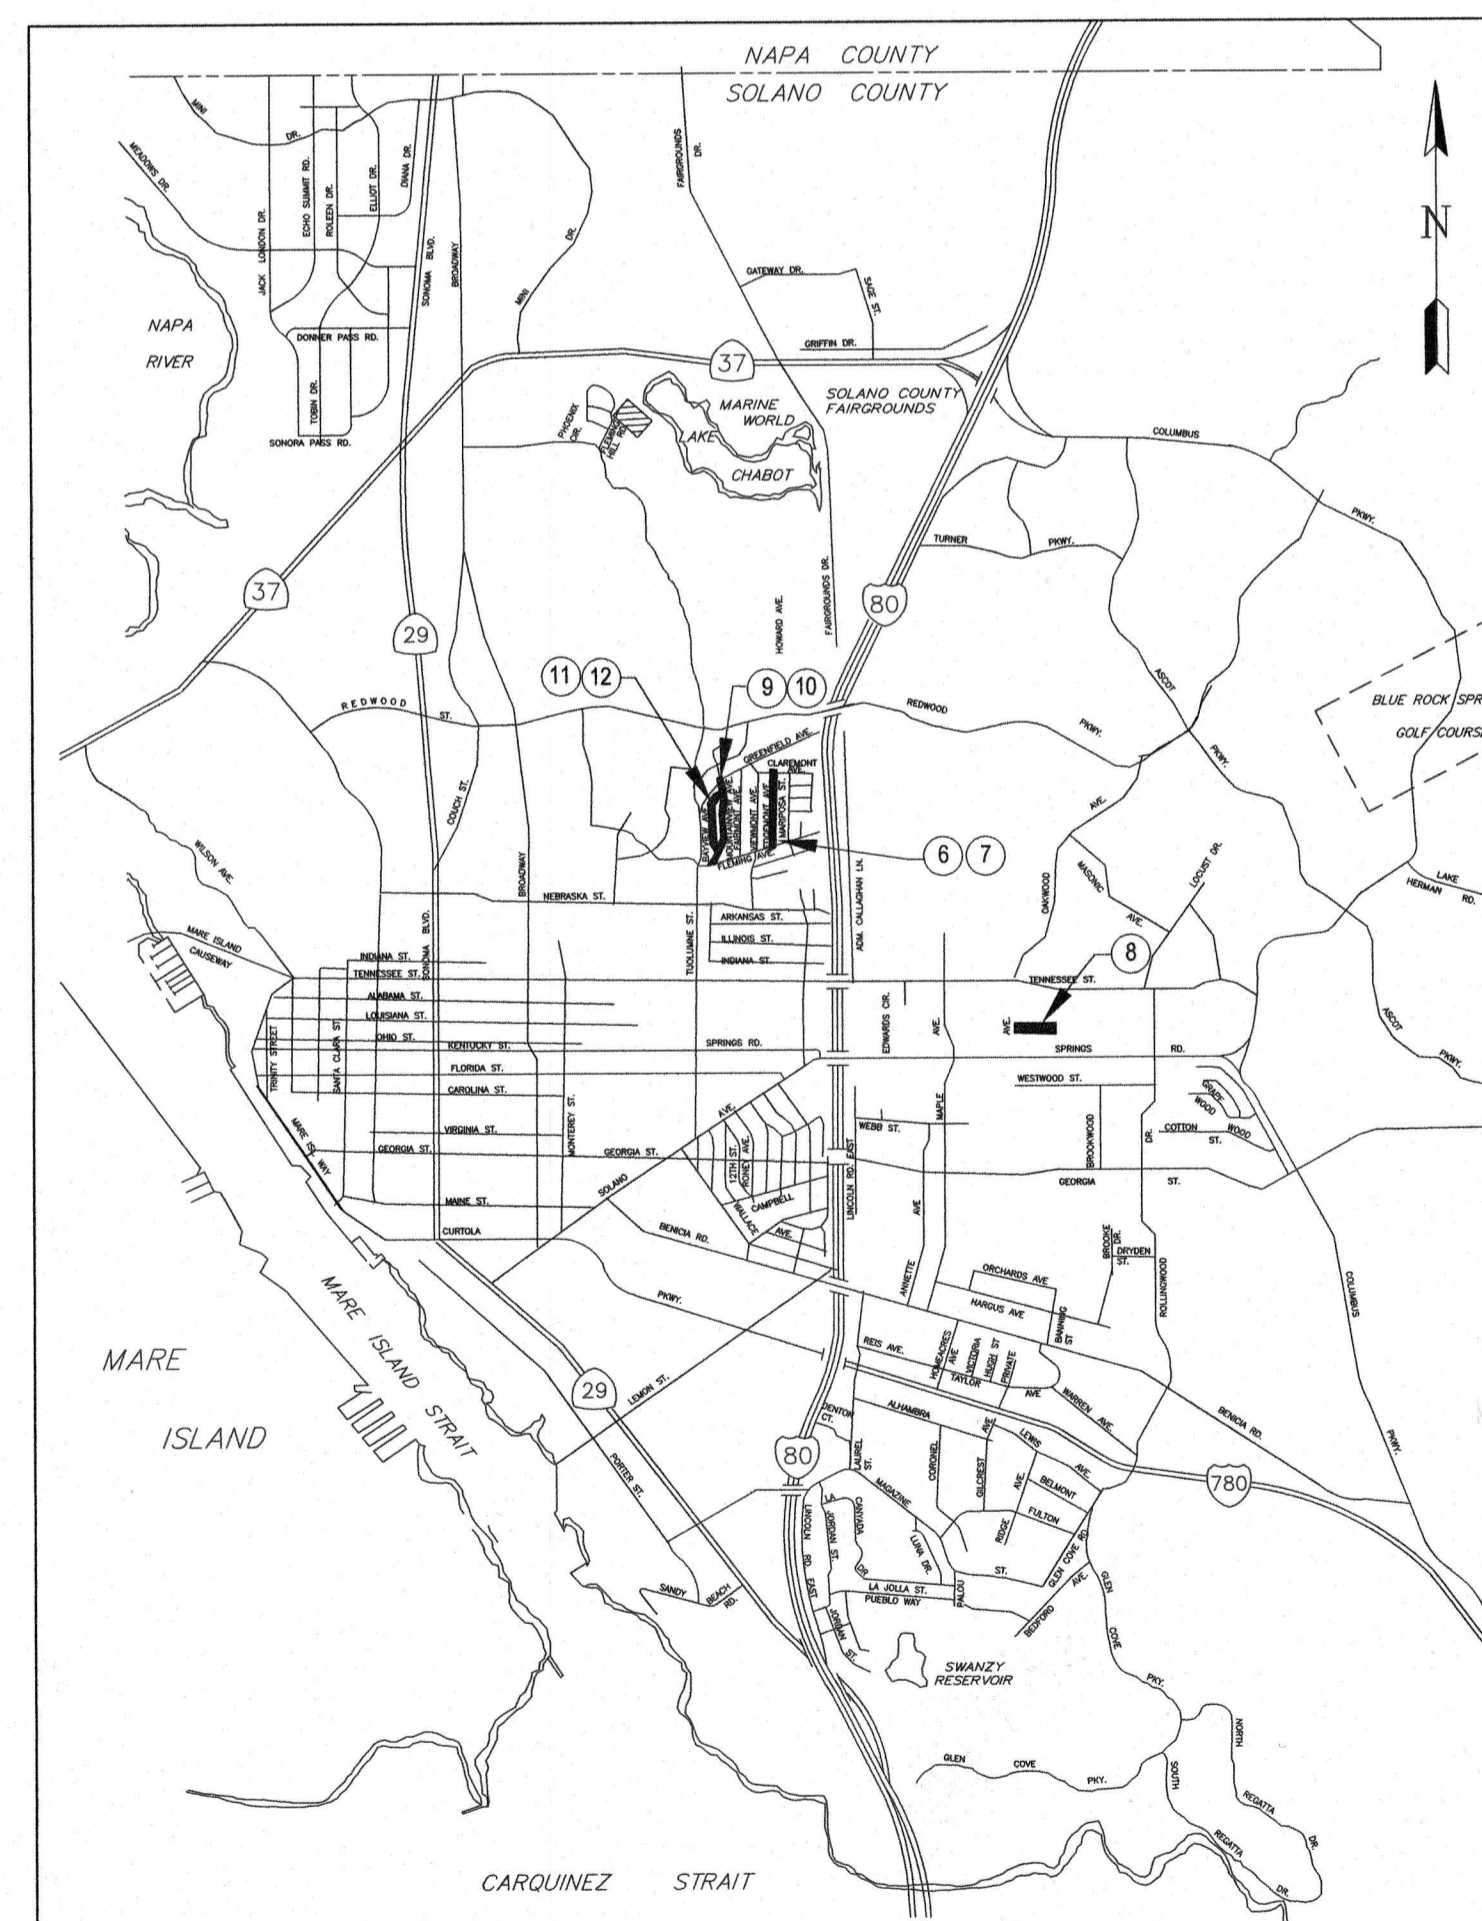 NAPA COUNTY
SOLANO COUNTY
MINI
DR.
MEADOWS DR.
JACK LONDON DR.
ECHO SUMMIT RD.
ROLEEN DR.
ELLIOT DR.
DIANA DR.
SONOMA BLVD.
BROADWAY
MINI
DR.
FAIRGROUNDS
DR.
N
GATEWAY DR.
SAGE ST.
GRIFFIN DR.
NAPA
RIVER
DONNER PASS RD.
TOBIN DR.
SONORA PASS RD.
37
SOLANO COUNTY
FAIRGROUNDS
MARINE
WORLD
LAKE
CHABOT
PHOENIX
CIR.
FLEMING
HILL RD.
COLUMBUS
PKWY.
TURNER
PKWY.
37
29
80
HOWARD AVE.
FAIRGROUNDS DR.
11
12
9
10
REDWOOD
ST.
REDWOOD
PKWY.
ASCOT
PKWY.
BLUE ROCK SPR
GOLF COURSE
GREENFIELD AVE.
CLAREMONT
AVE.
BAYVIEW AVE.
MOUNTAINVIEW AVE.
FAIRMONT AVE.
VIEWMONT AVE.
EDGEMONT AVE.
MARIPOSA ST.
FLEMING AVE.
6
7
COUCH ST.
WILSON AVE.
BROADWAY
NEBRASKA ST.
ADM. CALLAGHAN LN.
AVE.
OAKWOOD
MASONIC
AVE.
LOCUST DR.
LAKE
HERMAN
RD.
MARE ISLAND
CAUSEWAY
SONOMA BLVD.
TUOLUMNE ST.
ARKANSAS ST.
ILLINOIS ST.
INDIANA ST.
INDIANA ST.
TENNESSEE ST.
8
TENNESSEE ST.
ALABAMA ST.
LOUISIANA ST.
OHIO ST.
KENTUCKY ST.
SPRINGS RD.
EDWARDS CIR.
AVE.
AVE.
SPRINGS
RD.
ASCOT
PKWY.
TRINITY STREET
SANTA CLARA ST.
FLORIDA ST.
CAROLINA ST.
WESTWOOD ST.
GRAPE
WOOD
MONTEREY ST.
AVE.
MAPLE
MARE ISL. WAY
VIRGINIA ST.
GEORGIA ST.
GEORGIA ST.
12TH ST.
RONEY AVE.
WEBB ST.
BROOKWOOD
DR.
COTTON
ST.
WOOD
GEORGIA
ST.
MAINE ST.
SOLANO
WALLACE
CAMPBELL
AVE.
LINCOLN RD. EAST
AVE
CURTOLA
BENICIA RD.
BROOKE
DR.
DRYDEN
ST.
ANNETTE
ORCHARDS AVE
HARGUS AVE
ROLLINGWOOD
COLUMBUS
MARE ISLAND STRAIT
PKWY.
BANNING
ST
REIS AVE.
HOMEACRES
AVE
VICTORIA
HUGH ST
PRIVATE
TAYLOR
AVE
WARREN AVE.
MARE
ISLAND
29
LEMON ST.
DENTON
CT.
ALHAMBRA
AVE
BENICIA RD.
PKWY.
80
LAUREL
ST.
CORONEL
GILCREST
LEWIS
AVE.
AVE.
BELMONT
780
PORTER ST.
MAGAZINE
FULTON
RIDGE
LA
CANYADA
DR
JORDAN ST.
LINCOLN RD EAST
LUNA DR.
ST.
GLEN COVE RD.
SANDY
BEACH
RD.
LA JOLLA ST.
PUEBLO WAY
PALOU
AVE.
BEDFORD
GLEN
COVE
PKY.
JORDAN
ST.
SWANZY
RESERVOIR
NORTH
GLEN
COVE
PKY.
SOUTH
REGATTA
DR.
REGATTA
DR.
CARQUINEZ STRAIT